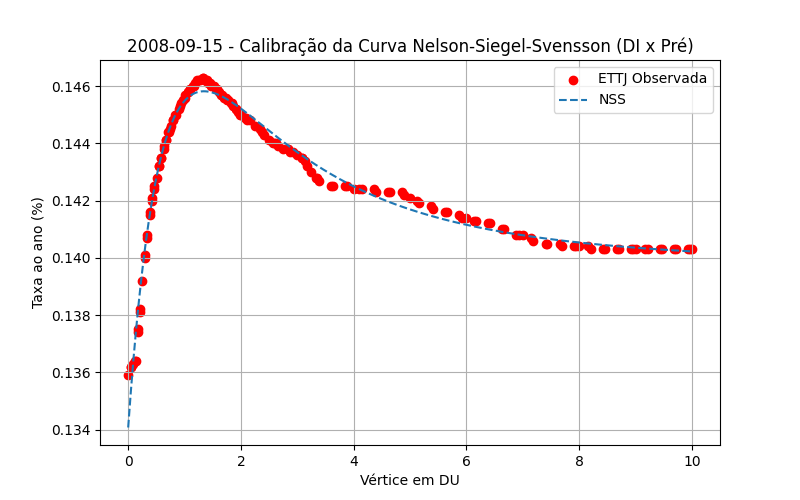 2008-09-15 - Calibração da Curva Nelson-Siegel-Svensson (DI x Pré)
ETTJ Observada
NSS
Taxa ao ano (%)
0.146
0.144
0.142
0.140
0.138
0.136
0.134
0 2 4 6 8 10
Vértice em DU